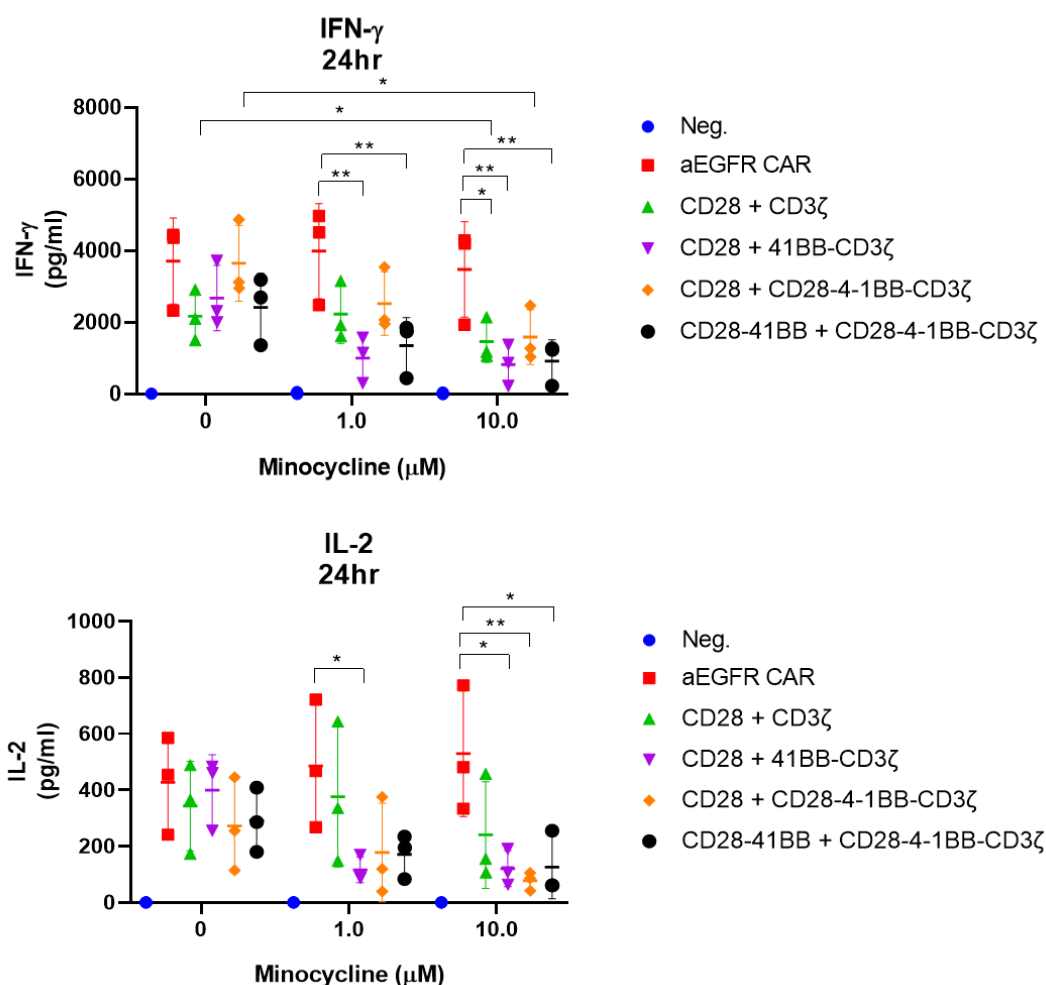 IFN-γ
24hr
*
*
**
**
**
**
*
8000
6000
4000
2000
0
IFN-γ
(pg/ml)
0
1.0
10.0
Minocycline (μM)
Neg.
aEGFR CAR
CD28 + CD3ζ
CD28 + 41BB-CD3ζ
CD28 + CD28-4-1BB-CD3ζ
CD28-41BB + CD28-4-1BB-CD3ζ
IL-2
24hr
*
*
**
*
1000
800
600
400
200
0
IL-2
(pg/ml)
0
1.0
10.0
Minocycline (μM)
Neg.
aEGFR CAR
CD28 + CD3ζ
CD28 + 41BB-CD3ζ
CD28 + CD28-4-1BB-CD3ζ
CD28-41BB + CD28-4-1BB-CD3ζ